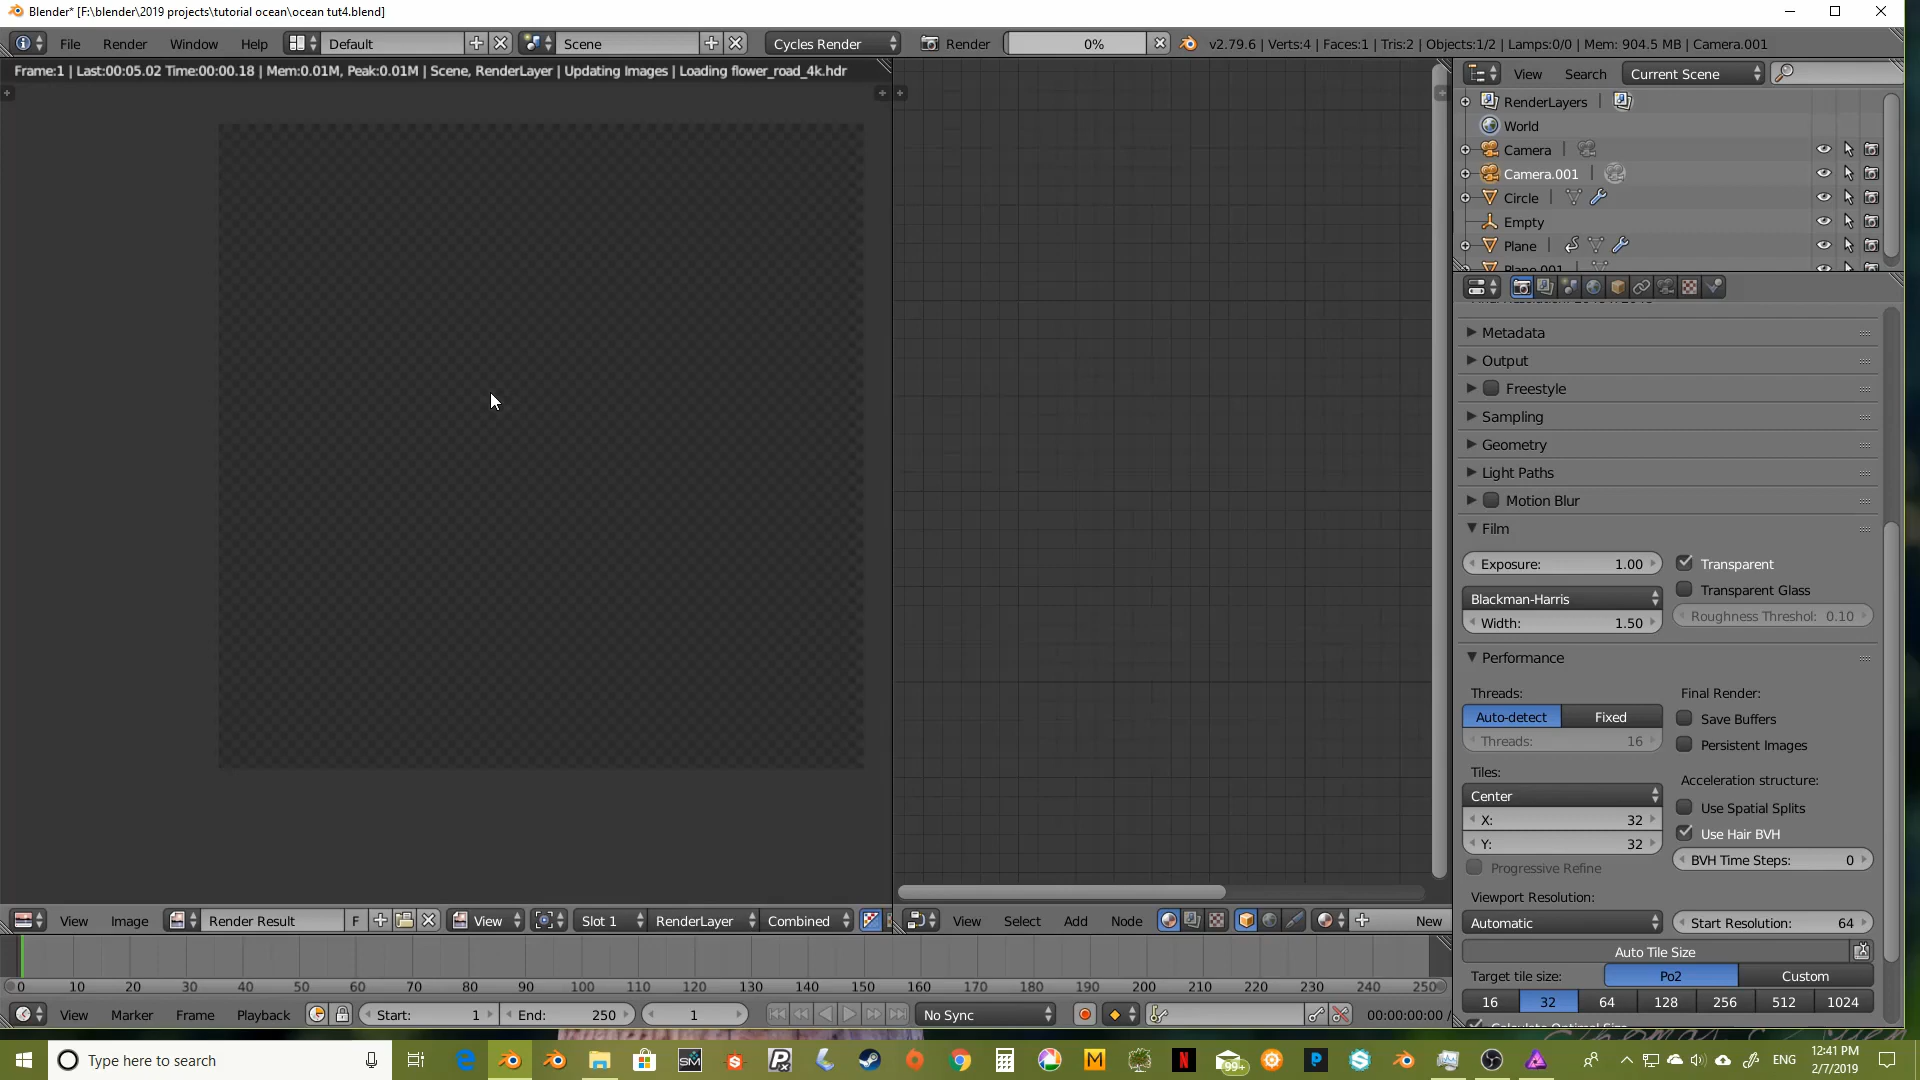 Blender* [F:\blender\2019 projects\tutorial ocean\ocean tut4.blend]
File Render Window Help Default Scene Cycles Render Render 0% v2.79.6 | Verts:4 | Faces:1 | Tris:2 | Objects:1/2 | Lamps:0/0 | Mem: 904.5 MB | Camera.001
Frame:1 | Last:00:05.02 Time:00:00.18 | Mem:0.01M, Peak:0.01M | Scene, RenderLayer | Updating Images | Loading flower_road_4k.hdr
View Search Current Scene
RenderLayers
World
Camera
Camera.001
Circle
Empty
Plane
Plane.001
Metadata
Output
Freestyle
Sampling
Geometry
Light Paths
Motion Blur
Film
Exposure: 1.00 Transparent
Transparent Glass
Blackman-Harris
Roughness Threshol: 0.10
Width: 1.50
Performance
Threads: Final Render:
Auto-detect Fixed Save Buffers
Threads: 16 Persistent Images
Tiles: Acceleration structure:
Center
Use Spatial Splits
X: 32
Use Hair BVH
Y: 32
BVH Time Steps: 0
Progressive Refine
Viewport Resolution:
Automatic Start Resolution: 64
Auto Tile Size
Target tile size: Po2 Custom
16 32 64 128 256 512 1024
Calculate Optimal Size
View Image Render Result F View Slot 1 RenderLayer Combined
View Select Add Node New
0 10 20 30 40 50 60 70 80 90 100 110 120 130 140 150 160 170 180 190 200 210 220 230 240 250
View Marker Frame Playback Start: 1 End: 250 1 No Sync 00:00:00:00 /
Type here to search
SM
S
Px
M
N
99+
P
S
ENG
12:41 PM
2/7/2019